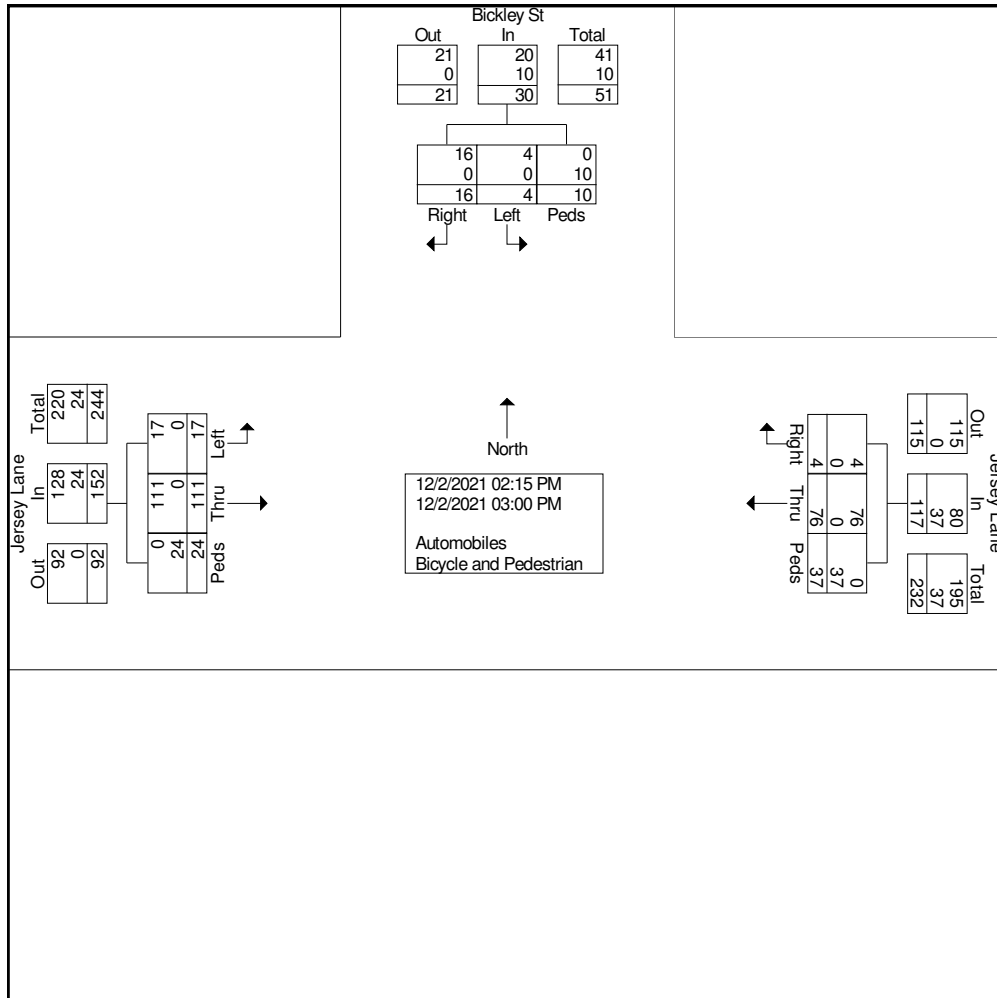 Bickley St
Out In Total
21 20 41
0 10 10
21 30 51
16 4 0
0 0 10
16 4 10
Right Left Peds
Jersey Lane
Out In Total
92 128 220
0 24 24
92 152 244
Left Thru Peds
17 111 0
0 0 24
17 111 24
North
12/2/2021 02:15 PM
12/2/2021 03:00 PM
Automobiles
Bicycle and Pedestrian
Right Thru Peds
4 76 0
0 0 37
4 76 37
Jersey Lane
Out In Total
115 80 195
0 37 37
115 117 232